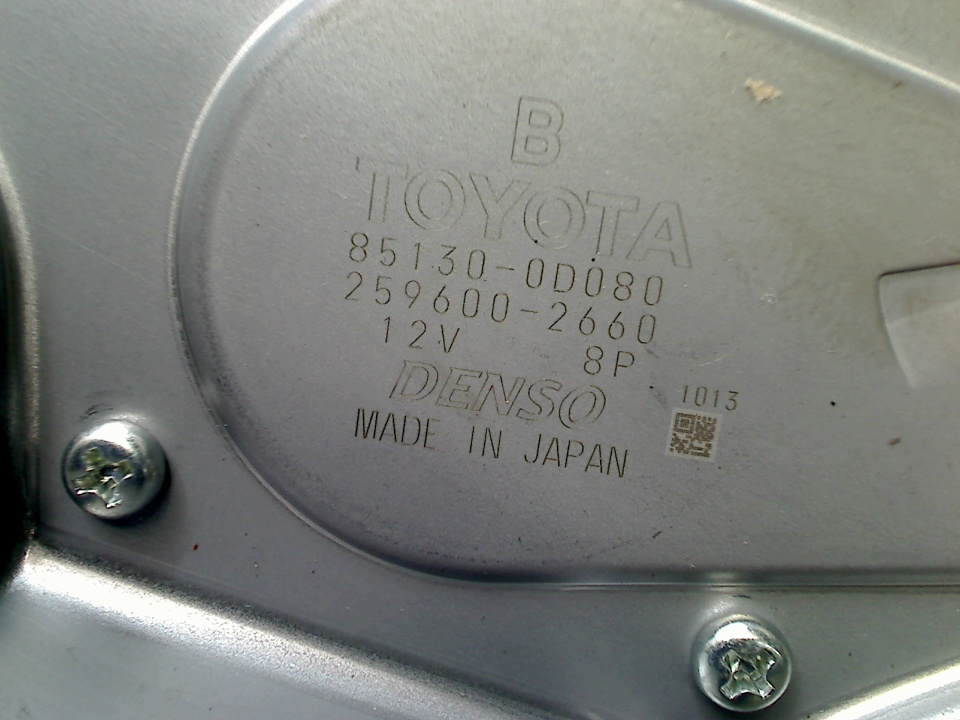 B
TOYOTA
85130-0D080
259600-2660
12V 8P
DENSO 1013
MADE IN JAPAN